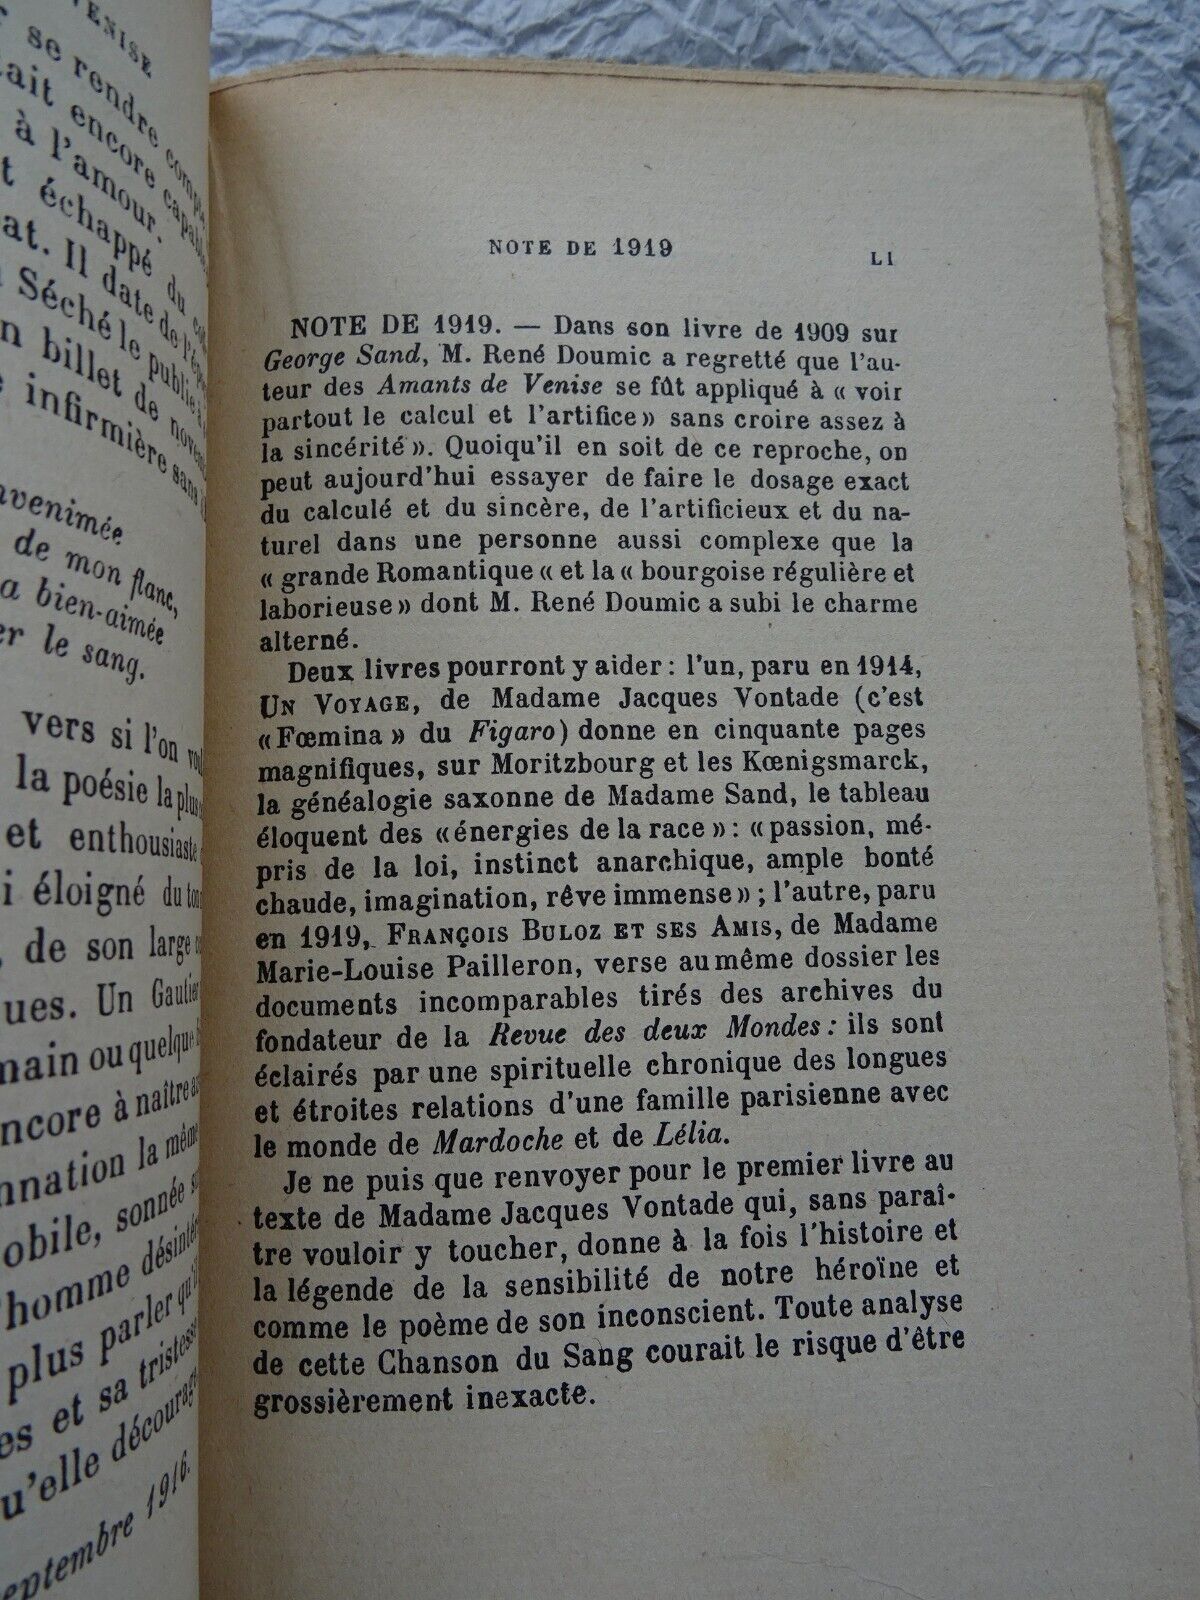 VENISE
se rendre
encore
à l'amour.
échappé du
Il date de
Séché le publie à
billet de
infirmière sans
de mon flanc,
bien-aimée
le sang.
vers si l'on
la poésie la plus
et enthousiaste
éloigné du
de son large
Un Gautier
ou quelque
à naître
la même
sonnée
homme
plus parler qu'il
et sa tristesse
elle
1916.
NOTE DE 1919
LI
NOTE DE 1919. — Dans son livre de 1909 sur
George Sand, M. René Doumic a regretté que l'au-
teur des Amants de Venise se fût appliqué à « voir
partout le calcul et l'artifice» sans croire assez à
la sincérité ». Quoiqu'il en soit de ce reproche, on
peut aujourd'hui essayer de faire le dosage exact
du calculé et du sincère, de l'artificieux et du na-
turel dans une personne aussi complexe que la
« grande Romantique « et la « bourgoise régulière et
laborieuse » dont M. René Doumic a subi le charme
alterné.
Deux livres pourront y aider : l'un, paru en 1914,
UN VOYAGE, de Madame Jacques Vontade (c'est
«Fœmina » du Figaro) donne en cinquante pages
magnifiques, sur Moritzbourg et les Kœnigsmarck,
la généalogie saxonne de Madame Sand, le tableau
éloquent des «énergies de la race » : « passion, mé-
pris de la loi, instinct anarchique, ample bonté
chaude, imagination, rêve immense » ; l'autre, paru
en 1919, FRANÇOIS BULOZ ET SES AMIS, de Madame
Marie-Louise Pailleron, verse au même dossier les
documents incomparables tirés des archives du
fondateur de la Revue des deux Mondes : ils sont
éclairés par une spirituelle chronique des longues
et étroites relations d'une famille parisienne avec
le monde de Mardoche et de Lélia.
Je ne puis que renvoyer pour le premier livre au
texte de Madame Jacques Vontade qui, sans paraî-
tre vouloir y toucher, donne à la fois l'histoire et
la légende de la sensibilité de notre héroïne et
comme le poème de son inconscient. Toute analyse
de cette Chanson du Sang courait le risque d'être
grossièrement inexacte.